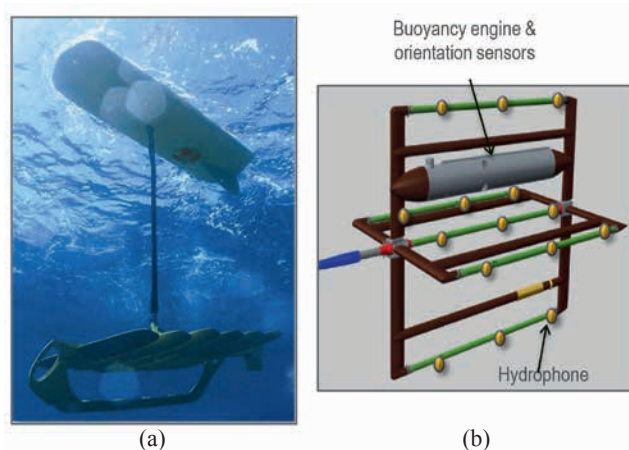 Buoyancy engine &
orientation sensors
Hydrophone
(a)
(b)